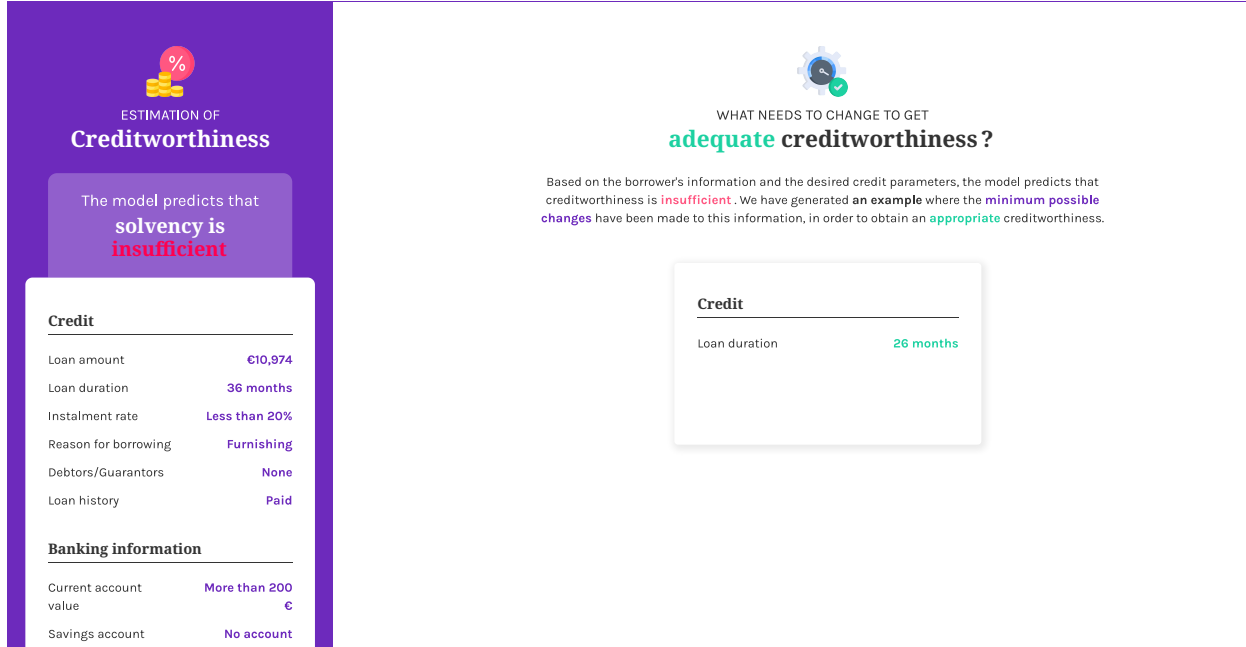 %
ESTIMATION OF
Creditworthiness
The model predicts that
solvency is
insufficient
Credit
Loan amount €10,974
Loan duration 36 months
Instalment rate Less than 20%
Reason for borrowing Furnishing
Debtors/Guarantors None
Loan history Paid
Banking information
Current account More than 200
value €
Savings account No account
WHAT NEEDS TO CHANGE TO GET
adequate creditworthiness ?
Based on the borrower's information and the desired credit parameters, the model predicts that
creditworthiness is insufficient . We have generated an example where the minimum possible
changes have been made to this information, in order to obtain an appropriate creditworthiness.
Credit
Loan duration 26 months